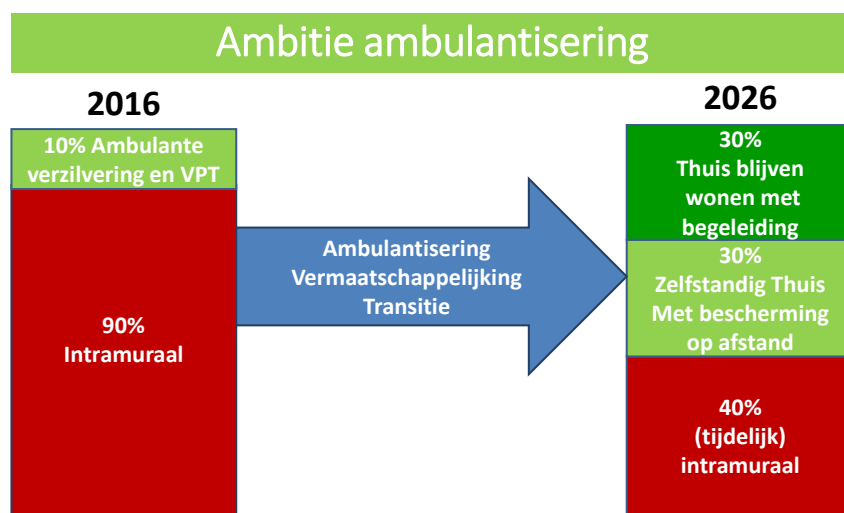 Ambitie ambulantisering
2016
10% Ambulante
verzilvering en VPT
90%
Intramuraal
Ambulantisering
Vermaatschappelijking
Transitie
2026
30%
Thuis blijven
wonen met
begeleiding
30%
Zelfstandig Thuis
Met bescherming
op afstand
40%
(tijdelijk)
intramuraal